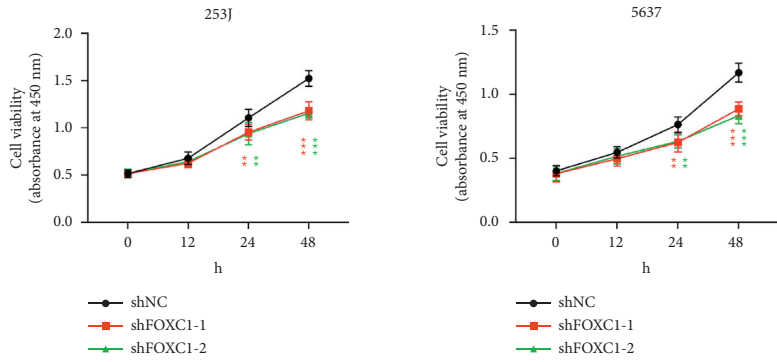 253J
Cell viability
(absorbance at 450 nm)
2.0
1.5
1.0
0.5
0.0
** **
*** ***
0 12 24 48
h
shNC
shFOXC1-1
shFOXC1-2
5637
Cell viability
(absorbance at 450 nm)
1.5
1.0
0.5
0.0
** **
*** ***
0 12 24 48
h
shNC
shFOXC1-1
shFOXC1-2